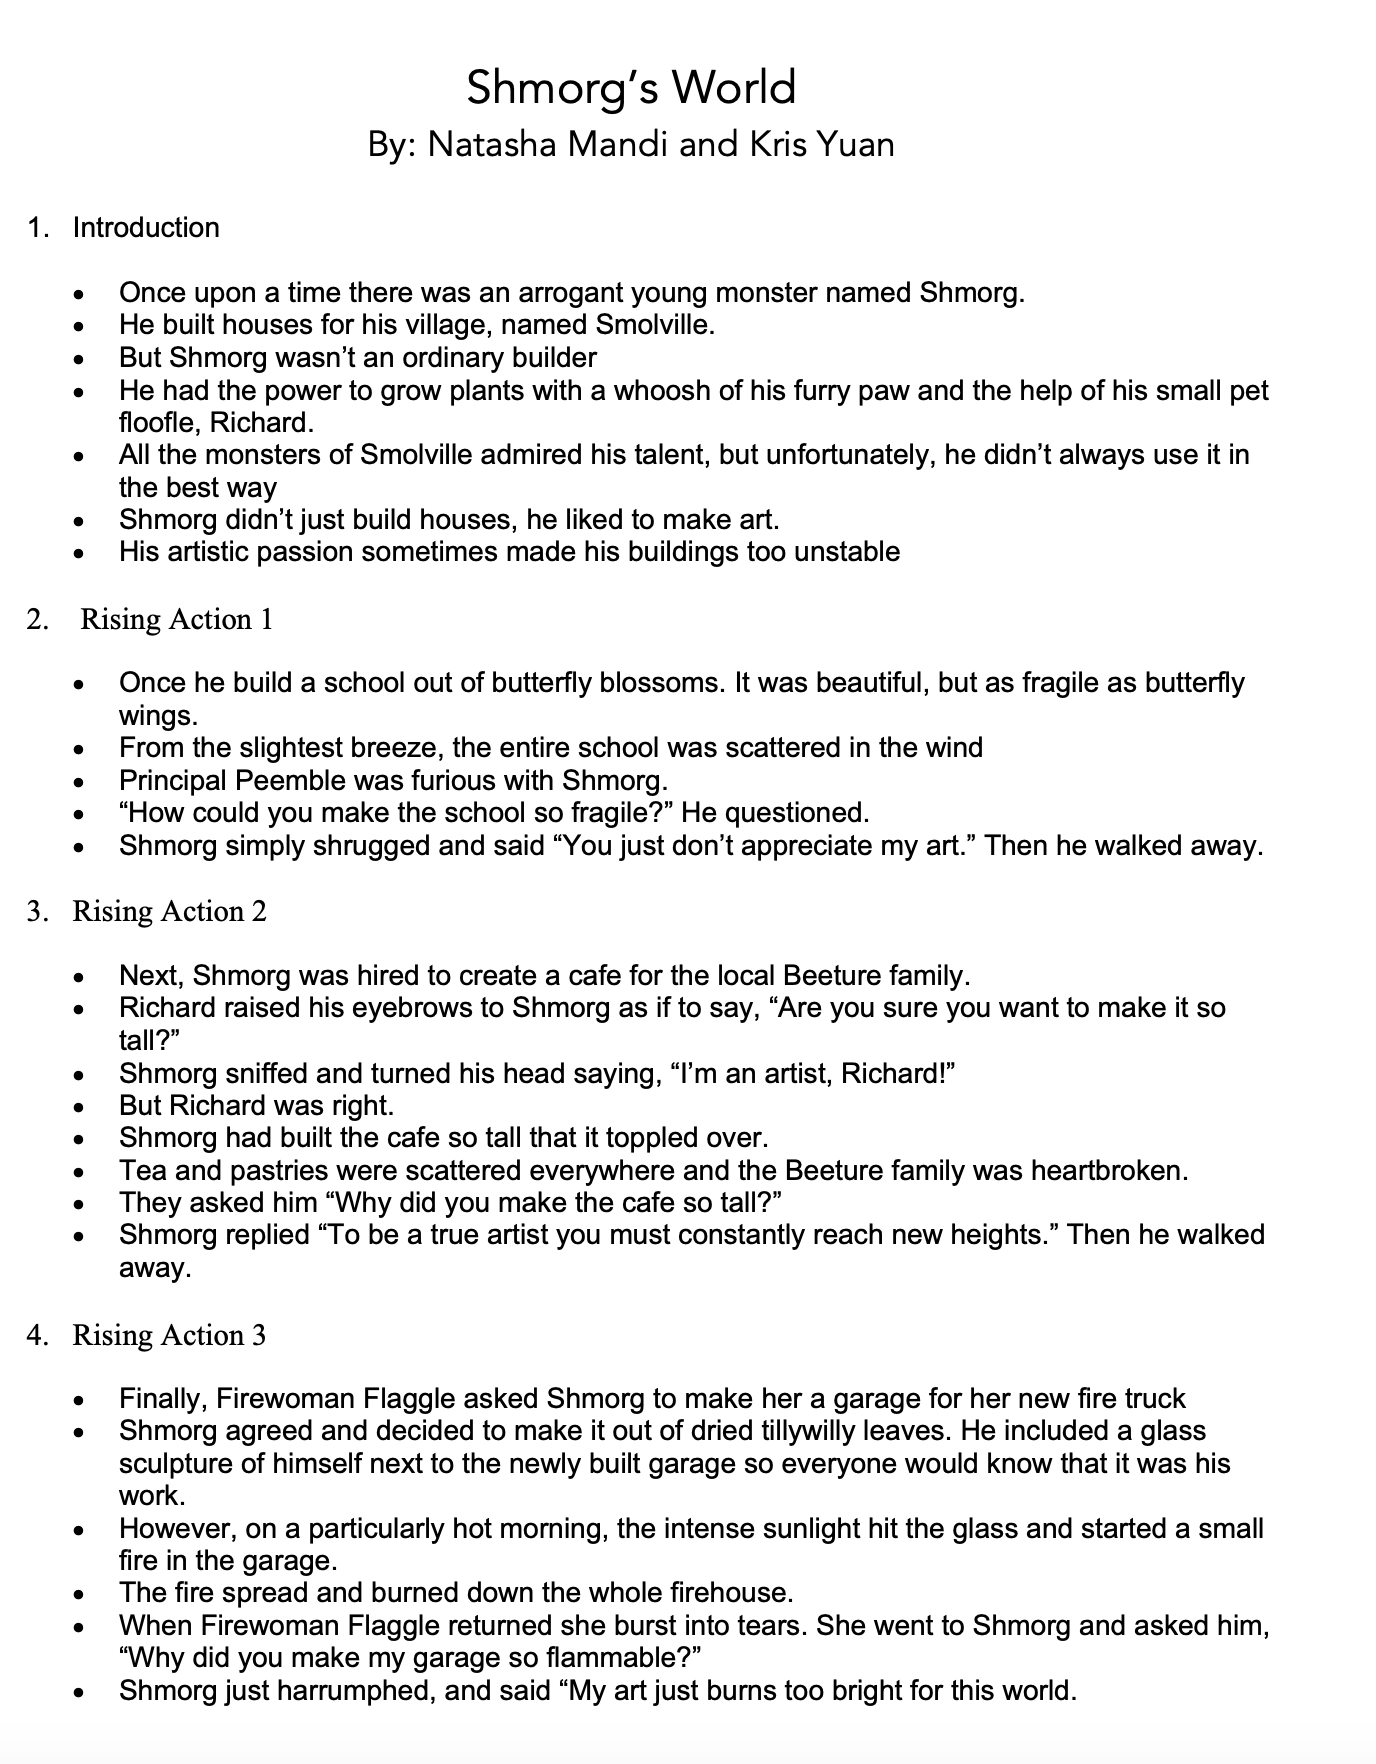 Shmorg’s World
By: Natasha Mandi and Kris Yuan
1. Introduction
• Once upon a time there was an arrogant young monster named Shmorg.
• He built houses for his village, named Smolville.
• But Shmorg wasn’t an ordinary builder
• He had the power to grow plants with a whoosh of his furry paw and the help of his small pet
floofle, Richard.
• All the monsters of Smolville admired his talent, but unfortunately, he didn’t always use it in
the best way
• Shmorg didn’t just build houses, he liked to make art.
• His artistic passion sometimes made his buildings too unstable
2. Rising Action 1
• Once he build a school out of butterfly blossoms. It was beautiful, but as fragile as butterfly
wings.
• From the slightest breeze, the entire school was scattered in the wind
• Principal Peemble was furious with Shmorg.
• “How could you make the school so fragile?” He questioned.
• Shmorg simply shrugged and said “You just don’t appreciate my art.” Then he walked away.
3. Rising Action 2
• Next, Shmorg was hired to create a cafe for the local Beeture family.
• Richard raised his eyebrows to Shmorg as if to say, “Are you sure you want to make it so
tall?”
• Shmorg sniffed and turned his head saying, “I’m an artist, Richard!”
• But Richard was right.
• Shmorg had built the cafe so tall that it toppled over.
• Tea and pastries were scattered everywhere and the Beeture family was heartbroken.
• They asked him “Why did you make the cafe so tall?”
• Shmorg replied “To be a true artist you must constantly reach new heights.” Then he walked
away.
4. Rising Action 3
• Finally, Firewoman Flaggle asked Shmorg to make her a garage for her new fire truck
• Shmorg agreed and decided to make it out of dried tillywilly leaves. He included a glass
sculpture of himself next to the newly built garage so everyone would know that it was his
work.
• However, on a particularly hot morning, the intense sunlight hit the glass and started a small
fire in the garage.
• The fire spread and burned down the whole firehouse.
• When Firewoman Flaggle returned she burst into tears. She went to Shmorg and asked him,
“Why did you make my garage so flammable?”
• Shmorg just harrumphed, and said “My art just burns too bright for this world.